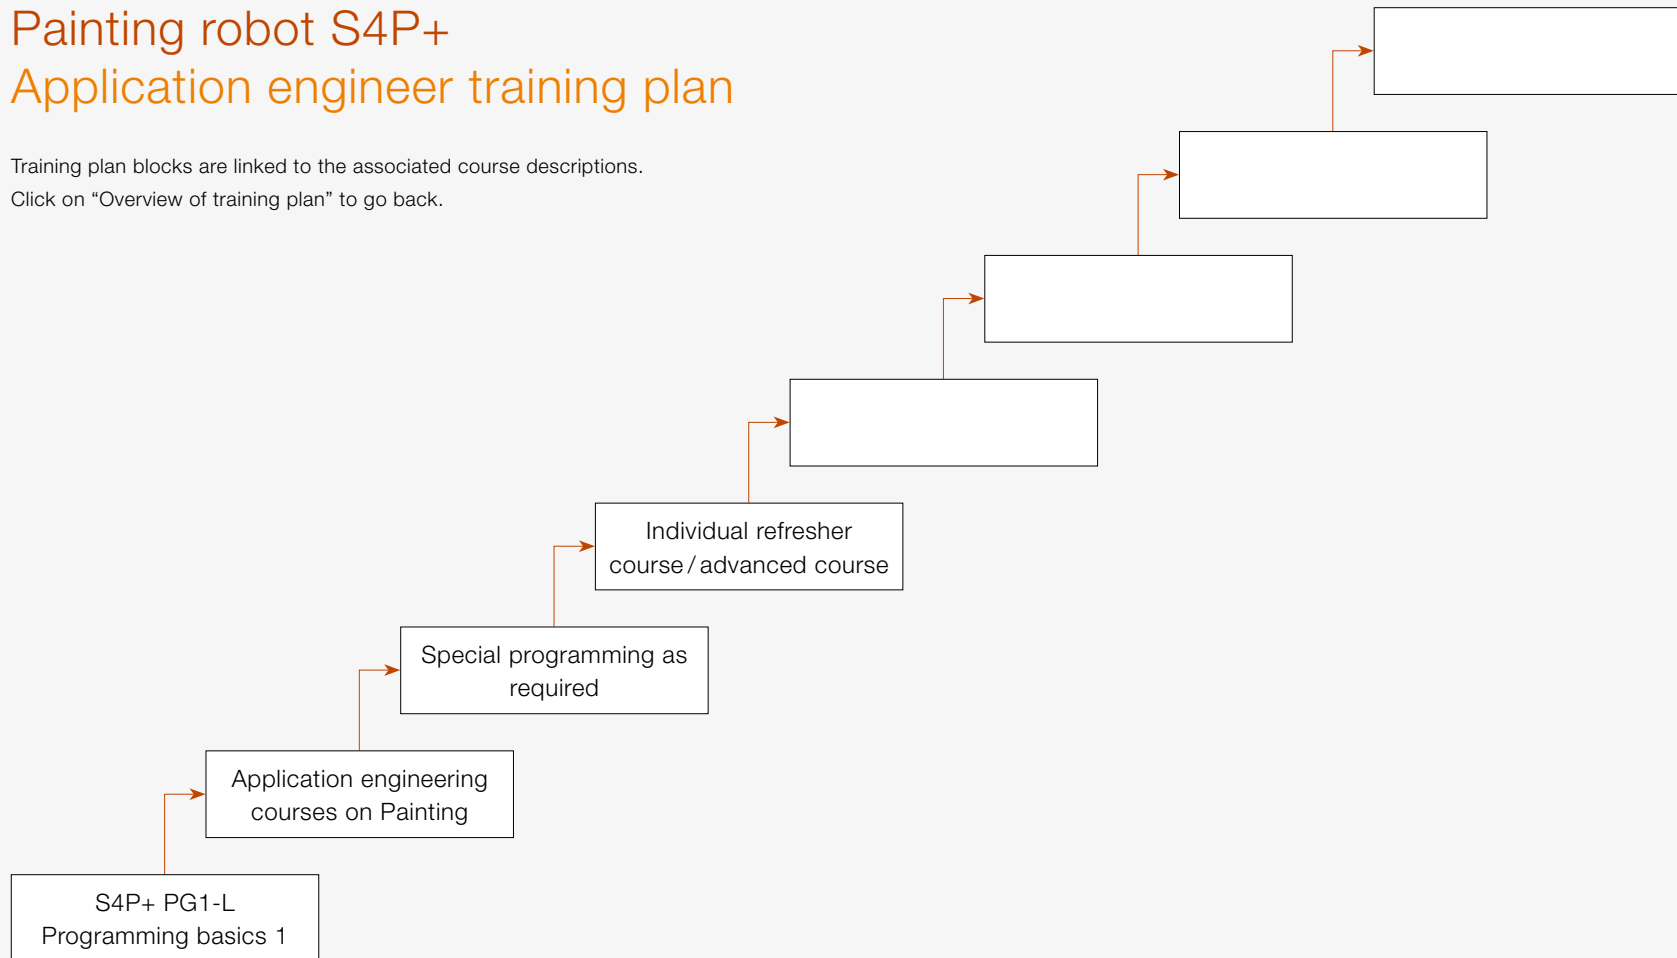 Painting robot S4P+
Application engineer training plan
Training plan blocks are linked to the associated course descriptions.
Click on “Overview of training plan” to go back.
Individual refresher
course / advanced course
Special programming as
required
Application engineering
courses on Painting
S4P+ PG1-L
Programming basics 1